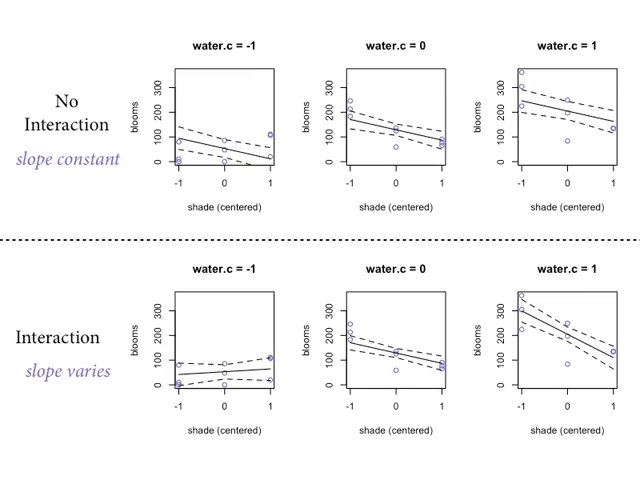 water.c = -1
water.c = 0
water.c = 1
No
Interaction
slope constant
blooms
0 100 200 300
-1 0 1
shade (centered)
blooms
0 100 200 300
-1 0 1
shade (centered)
blooms
0 100 200 300
-1 0 1
shade (centered)
water.c = -1
water.c = 0
water.c = 1
Interaction
slope varies
blooms
0 100 200 300
-1 0 1
shade (centered)
blooms
0 100 200 300
-1 0 1
shade (centered)
blooms
0 100 200 300
-1 0 1
shade (centered)